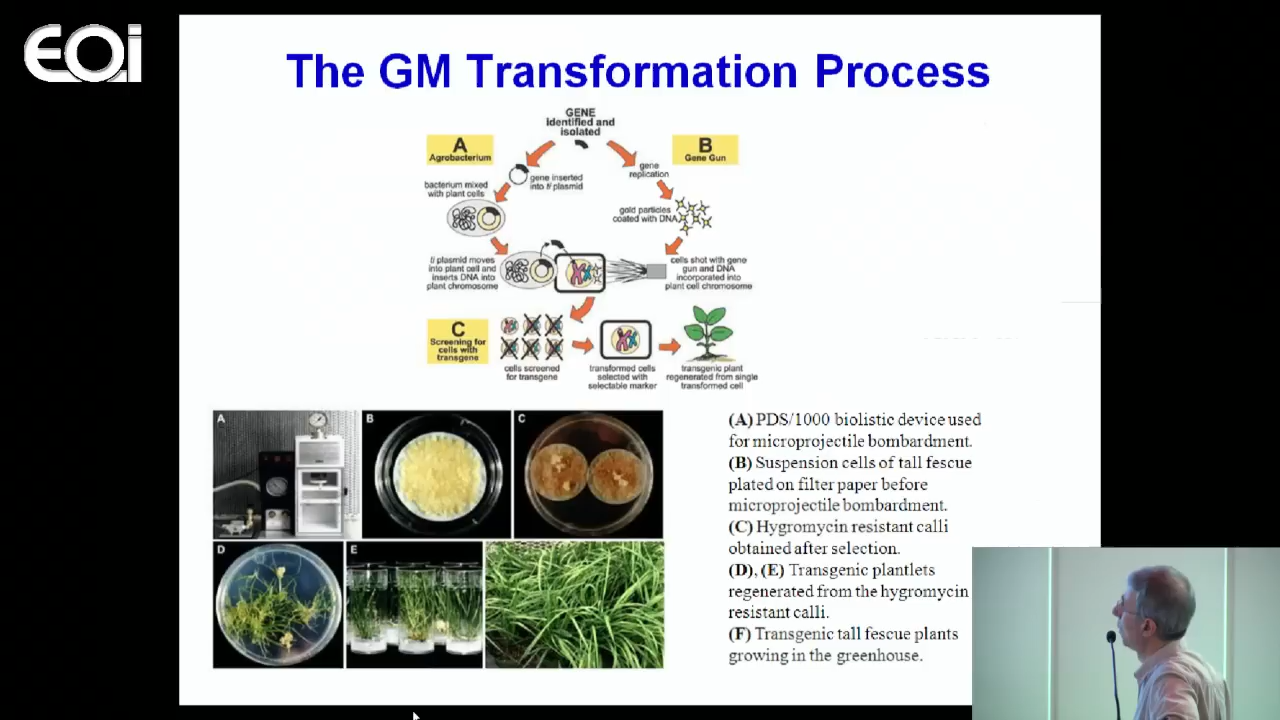 EOi
The GM Transformation Process
GENE
identified and
isolated
A
Agrobacterium
B
Gene Gun
gene inserted
into ti plasmid
gene
replication
bacterium mixed
with plant cells
gold particles
coated with DNA
ti plasmid moves
into plant cell and
inserts DNA into
plant chromosome
cells shot with gene
gun and DNA
incorporated into
plant cell chromosome
C
Screening for
cells with
transgene
cells screened
for transgene
transformed cells
selected with
selectable marker
transgenic plant
regenerated from single
transformed cell
A
B
C
D
E
(A) PDS/1000 biolistic device used
for microprojectile bombardment.
(B) Suspension cells of tall fescue
plated on filter paper before
microprojectile bombardment.
(C) Hygromycin resistant calli
obtained after selection.
(D), (E) Transgenic plantlets
regenerated from the hygromycin
resistant calli.
(F) Transgenic tall fescue plants
growing in the greenhouse.